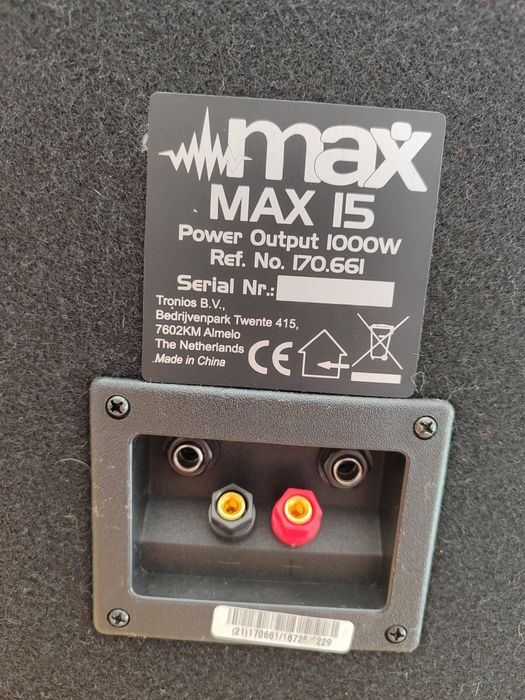 max
MAX 15
Power Output 1000W
Ref. No. 170.661
Serial Nr.:
Tronios B.V.,
Bedrijvenpark Twente 415,
7602KM Almelo
The Netherlands
Made in China
CE
- +
229